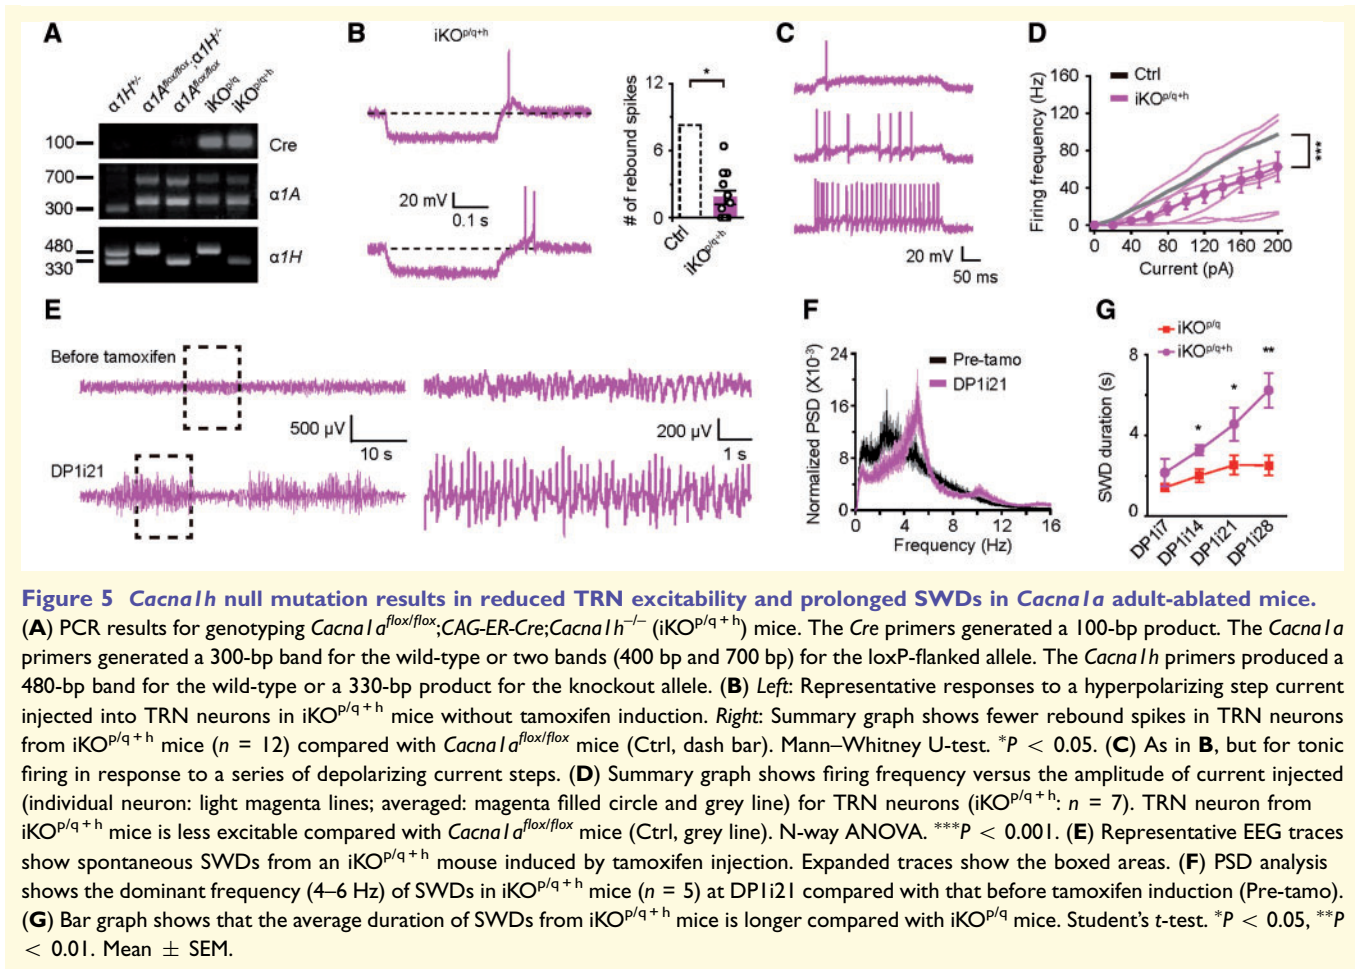 A
α1H+/-
α1Aflox/flox;α1H-/-
α1Aflox/flox
iKOp/q
iKOp/q+h
100
Cre
700
300
α1A
480
330
α1H
B
iKOp/q+h
20 mV
0.1 s
# of rebound spikes
12
6
0
*
Ctrl
iKOp/q+h
C
20 mV
50 ms
D
Firing frequency (Hz)
160
120
80
40
0
Ctrl
iKOp/q+h
***
0 40 80 120 160 200
Current (pA)
E
Before tamoxifen
500 µV
10 s
200 µV
1 s
DP1i21
F
Normalized PSD (X10-3)
24
16
8
0
Pre-tamo
DP1i21
0 4 8 12 16
Frequency (Hz)
G
iKOp/q
iKOp/q+h
SWD duration (s)
8
4
0
*
*
**
DP1i7
DP1i14
DP1i21
DP1i28
Figure 5 Cacna1h null mutation results in reduced TRN excitability and prolonged SWDs in Cacna1a adult-ablated mice.
(A) PCR results for genotyping Cacna1aflox/flox;CAG-ER-Cre;Cacna1h–/– (iKOp/q + h) mice. The Cre primers generated a 100-bp product. The Cacna1a
primers generated a 300-bp band for the wild-type or two bands (400 bp and 700 bp) for the loxP-flanked allele. The Cacna1h primers produced a
480-bp band for the wild-type or a 330-bp product for the knockout allele. (B) Left: Representative responses to a hyperpolarizing step current
injected into TRN neurons in iKOp/q + h mice without tamoxifen induction. Right: Summary graph shows fewer rebound spikes in TRN neurons
from iKOp/q + h mice (n = 12) compared with Cacna1aflox/flox mice (Ctrl, dash bar). Mann–Whitney U-test. *P < 0.05. (C) As in B, but for tonic
firing in response to a series of depolarizing current steps. (D) Summary graph shows firing frequency versus the amplitude of current injected
(individual neuron: light magenta lines; averaged: magenta filled circle and grey line) for TRN neurons (iKOp/q + h: n = 7). TRN neuron from
iKOp/q + h mice is less excitable compared with Cacna1aflox/flox mice (Ctrl, grey line). N-way ANOVA. ***P < 0.001. (E) Representative EEG traces
show spontaneous SWDs from an iKOp/q + h mouse induced by tamoxifen injection. Expanded traces show the boxed areas. (F) PSD analysis
shows the dominant frequency (4–6 Hz) of SWDs in iKOp/q + h mice (n = 5) at DP1i21 compared with that before tamoxifen induction (Pre-tamo).
(G) Bar graph shows that the average duration of SWDs from iKOp/q + h mice is longer compared with iKOp/q mice. Student's t-test. *P < 0.05, **P
< 0.01. Mean ± SEM.